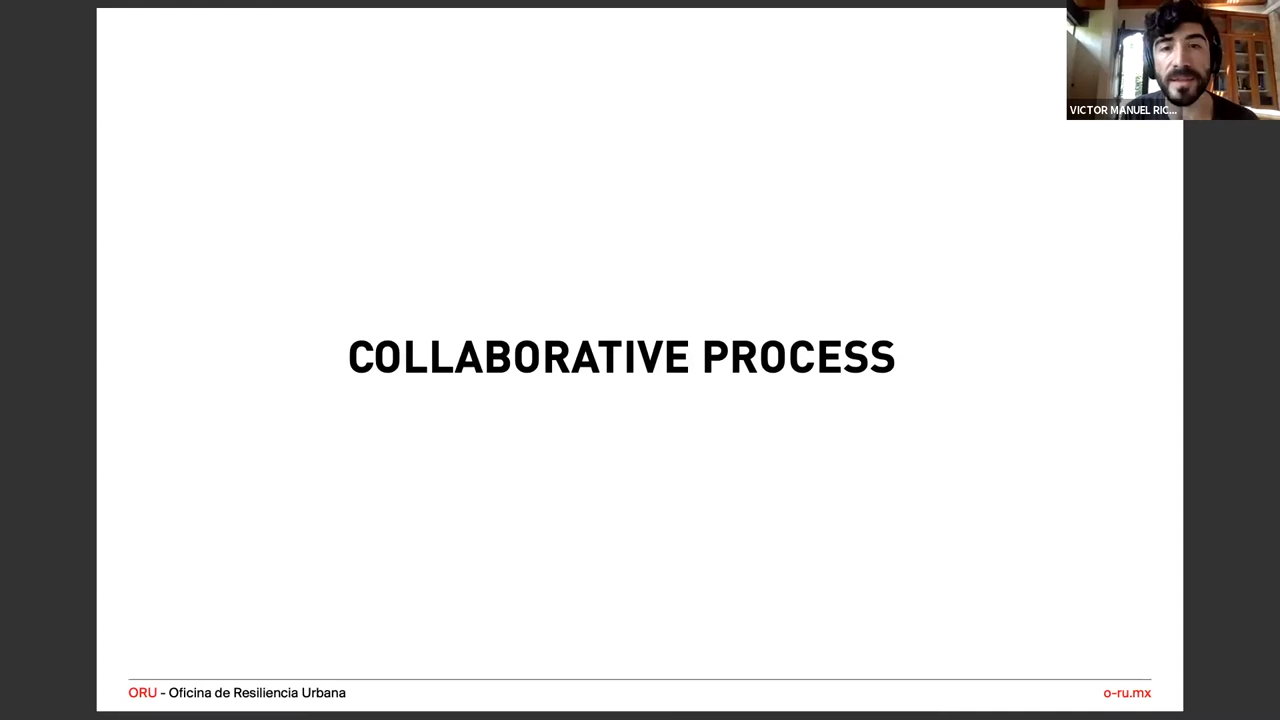 VICTOR MANUEL RIC...
COLLABORATIVE PROCESS
ORU - Oficina de Resiliencia Urbana
o-ru.mx